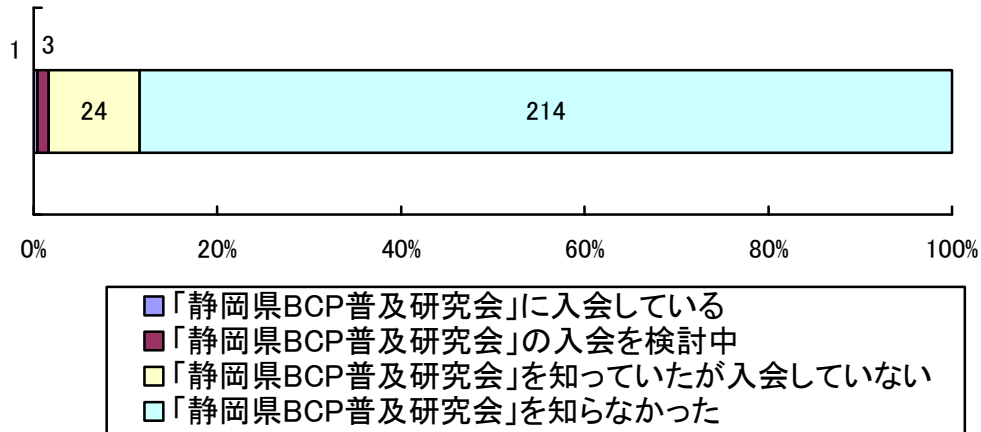 1 3
24 214
0% 20% 40% 60% 80% 100%
「静岡県BCP普及研究会」に入会している
「静岡県BCP普及研究会」の入会を検討中
「静岡県BCP普及研究会」を知っていたが入会していない
「静岡県BCP普及研究会」を知らなかった